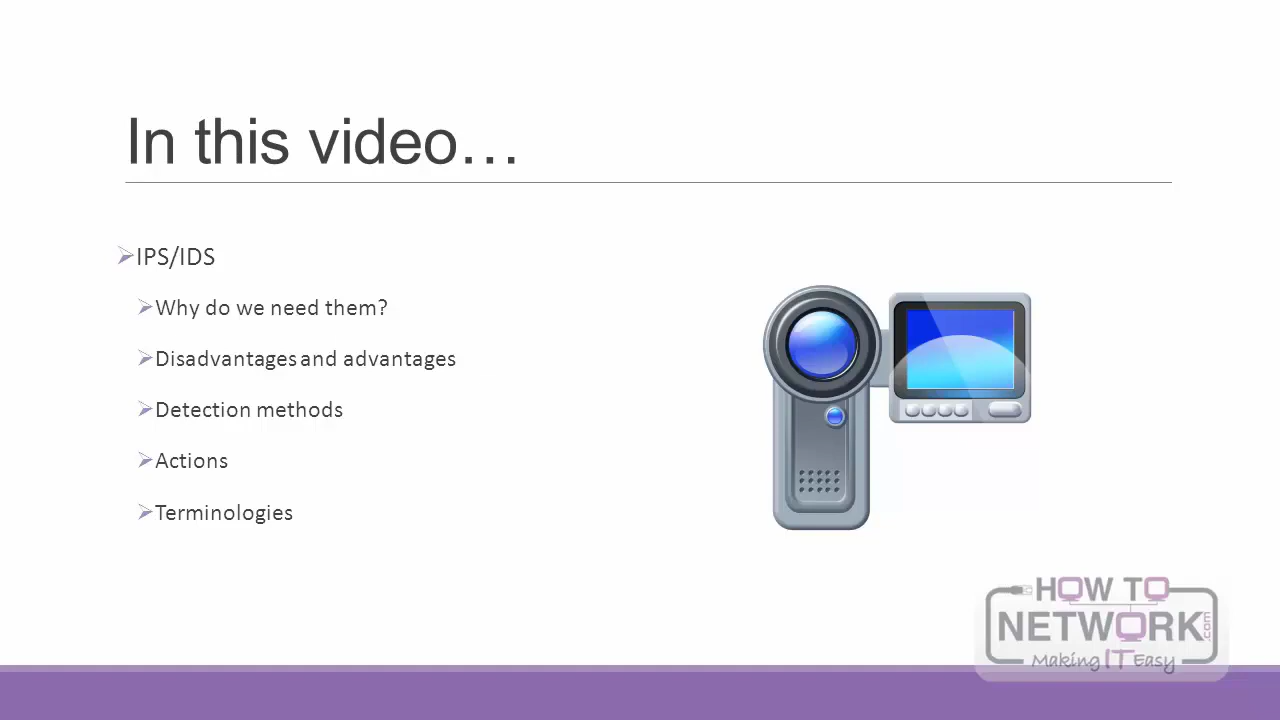 In this video…
IPS/IDS
Why do we need them?
Disadvantages and advantages
Detection methods
Actions
Terminologies
HOW TO
NETWORK.com
Making IT Easy